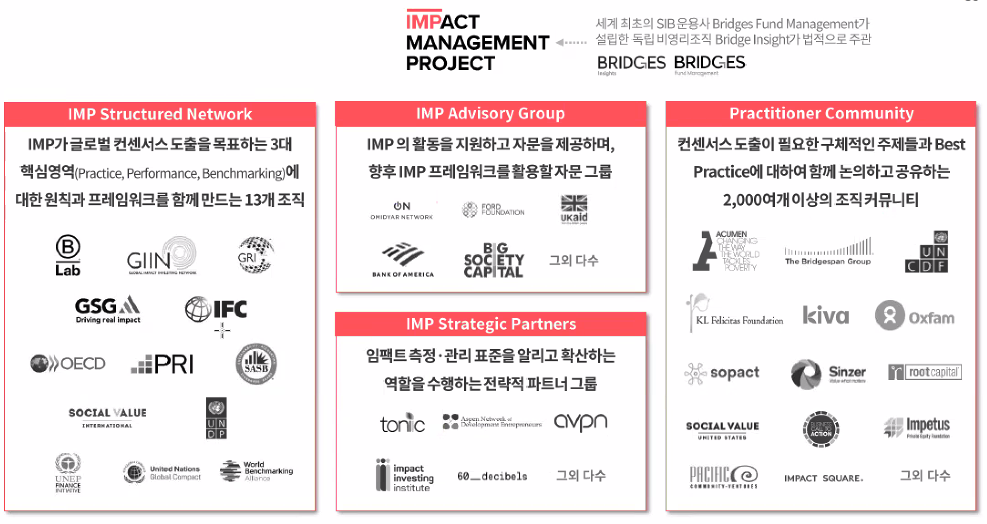 IMPACT
MANAGEMENT
PROJECT
세계 최초의 SIB 운용사 Bridges Fund Management가
설립한 독립 비영리조직 Bridge Insight가 법적으로 주관
BRIDGES
Insights
BRIDGES
Fund Management
IMP Structured Network
IMP가 글로벌 컨센서스 도출을 목표하는 3대
핵심영역(Practice, Performance, Benchmarking)에
대한 원칙과 프레임워크를 함께 만드는 13개 조직
B
Lab
GIIN
GLOBAL IMPACT INVESTING NETWORK
GRI
GSG
Driving real impact
IFC
OECD
PRI
SASB
SOCIAL VALUE
INTERNATIONAL
UN
DP
UNEP
FINANCE
INITIATIVE
United Nations
Global Compact
World
Benchmarking
Alliance
IMP Advisory Group
IMP 의 활동을 지원하고 자문을 제공하며,
향후 IMP 프레임워크를 활용할 자문 그룹
ON
OMIDYAR NETWORK
FORD
FOUNDATION
UKaid
BANK OF AMERICA
BIG
SOCIETY
CAPITAL
그외 다수
IMP Strategic Partners
임팩트 측정·관리 표준을 알리고 확산하는
역할을 수행하는 전략적 파트너 그룹
toniic
Aspen Network of
Development Entrepreneurs
avpn
impact
investing
institute
60__decibels
그외 다수
Practitioner Community
컨센서스 도출이 필요한 구체적인 주제들과 Best
Practice에 대하여 함께 논의하고 공유하는
2,000여개 이상의 조직 커뮤니티
ACUMEN
CHANGING
THE WAY
THE WORLD
TACKLES
POVERTY
The Bridgespan Group
UN
CDF
KL Felicitas Foundation
kiva
Oxfam
sopact
Sinzer
Value what matters
root capital
SOCIAL VALUE
UNITED STATES
BUSINESS
CALL TO
ACTION
Impetus
Private Equity Foundation
PACIFIC
COMMUNITY VENTURES
IMPACT SQUARE.
그외 다수